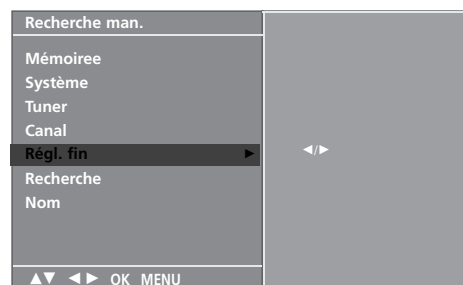 Recherche man.
Mémoiree
Système
Tuner
Canal
Régl. fin ► ◄/►
Recherche
Nom
▲▼ ◄ ► OK MENU